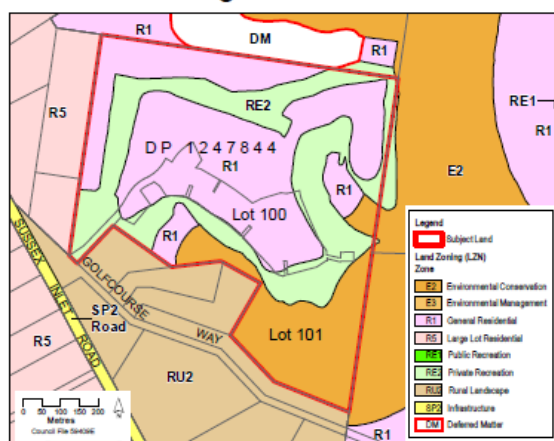 R1
DM
R1
R5
RE2
RE1
R1
DP 1247844
R1
R1
E2
Lot 100
R1
SUSSEX INLET ROAD
GOLFCOURSE WAY
SP2
Road
R5
Lot 101
RU2
R1
0 50 100 150 200
Metres
Council File 59409E
Legend
Subject Land
Land Zoning (LZN)
Zone
E2 Environmental Conservation
E3 Environmental Management
R1 General Residential
R5 Large Lot Residential
RE1 Public Recreation
RE2 Private Recreation
RU2 Rural Landscape
SP2 Infrastructure
DM Deferred Matter